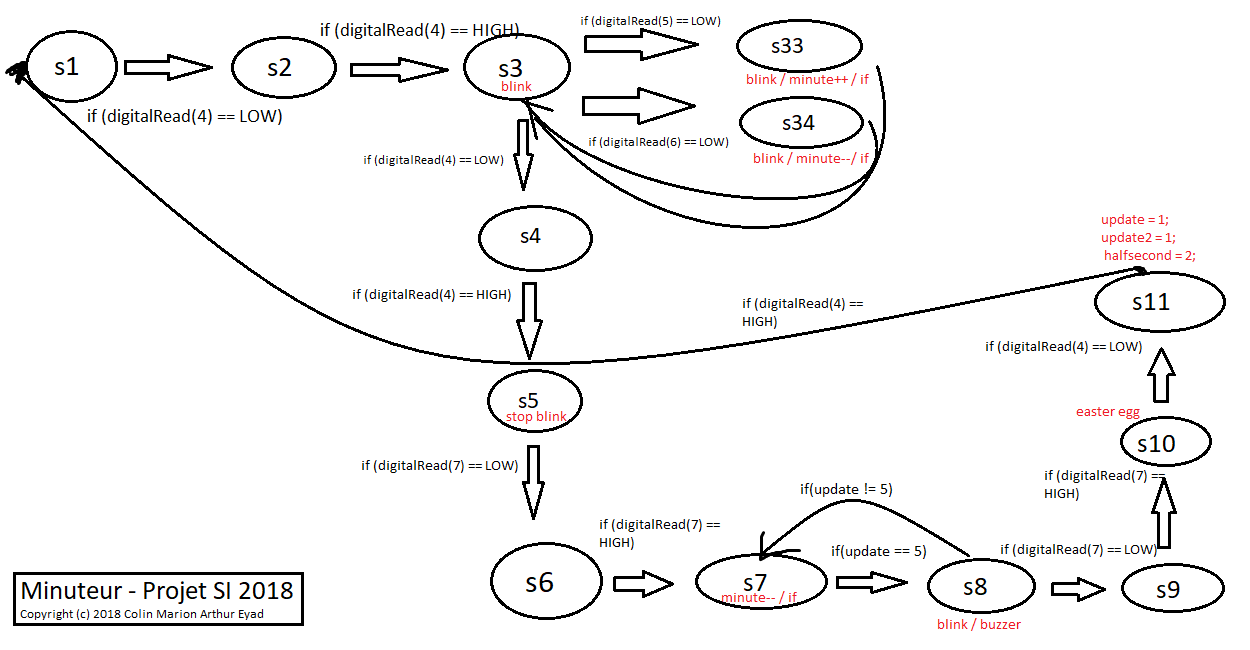 if (digitalRead(4) == HIGH)
if (digitalRead(5) == LOW)
s1
s2
s3
blink
s33
blink / minute++ / if
if (digitalRead(4) == LOW)
s34
if (digitalRead(6) == LOW)
blink / minute--/ if
if (digitalRead(4) == LOW)
s4
update = 1;
update2 = 1;
halfsecond = 2;
if (digitalRead(4) == HIGH)
if (digitalRead(4) ==
HIGH)
s11
if (digitalRead(4) == LOW)
s5
stop blink
easter egg
s10
if (digitalRead(7) == LOW)
if (digitalRead(7) ==
HIGH)
if(update != 5)
if (digitalRead(7) ==
HIGH)
if(update == 5)
if (digitalRead(7) == LOW)
s6
s7
minute-- / if
s8
s9
blink / buzzer
Minuteur - Projet SI 2018
Copyright (c) 2018 Colin Marion Arthur Eyad